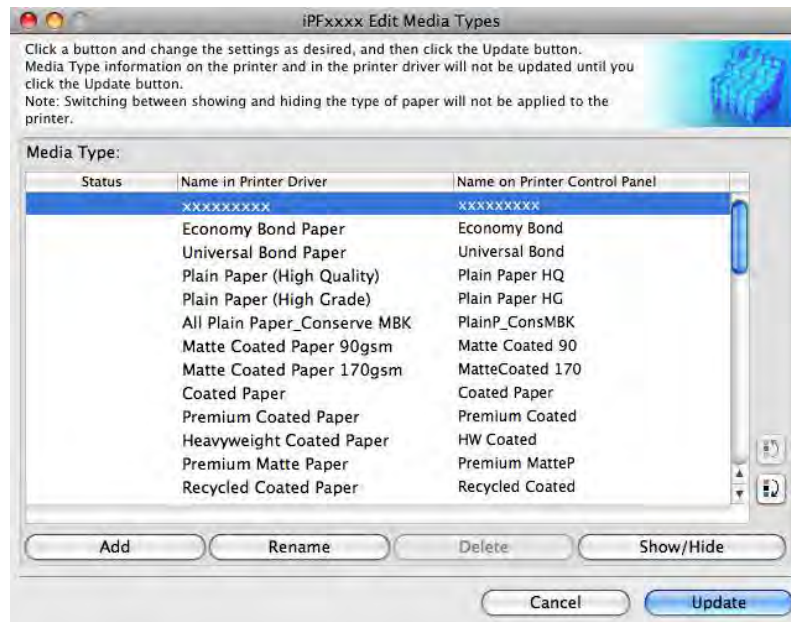 iPFxxxx Edit Media Types
Click a button and change the settings as desired, and then click the Update button.
Media Type information on the printer and in the printer driver will not be updated until you
click the Update button.
Note: Switching between showing and hiding the type of paper will not be applied to the
printer.
Media Type:
Status Name in Printer Driver Name on Printer Control Panel
xxxxxxxxx xxxxxxxxx
Economy Bond Paper Economy Bond
Universal Bond Paper Universal Bond
Plain Paper (High Quality) Plain Paper HQ
Plain Paper (High Grade) Plain Paper HG
All Plain Paper_Conserve MBK PlainP_ConsMBK
Matte Coated Paper 90gsm Matte Coated 90
Matte Coated Paper 170gsm MatteCoated 170
Coated Paper Coated Paper
Premium Coated Paper Premium Coated
Heavyweight Coated Paper HW Coated
Premium Matte Paper Premium MatteP
Recycled Coated Paper Recycled Coated
Add Rename Delete Show/Hide
Cancel Update